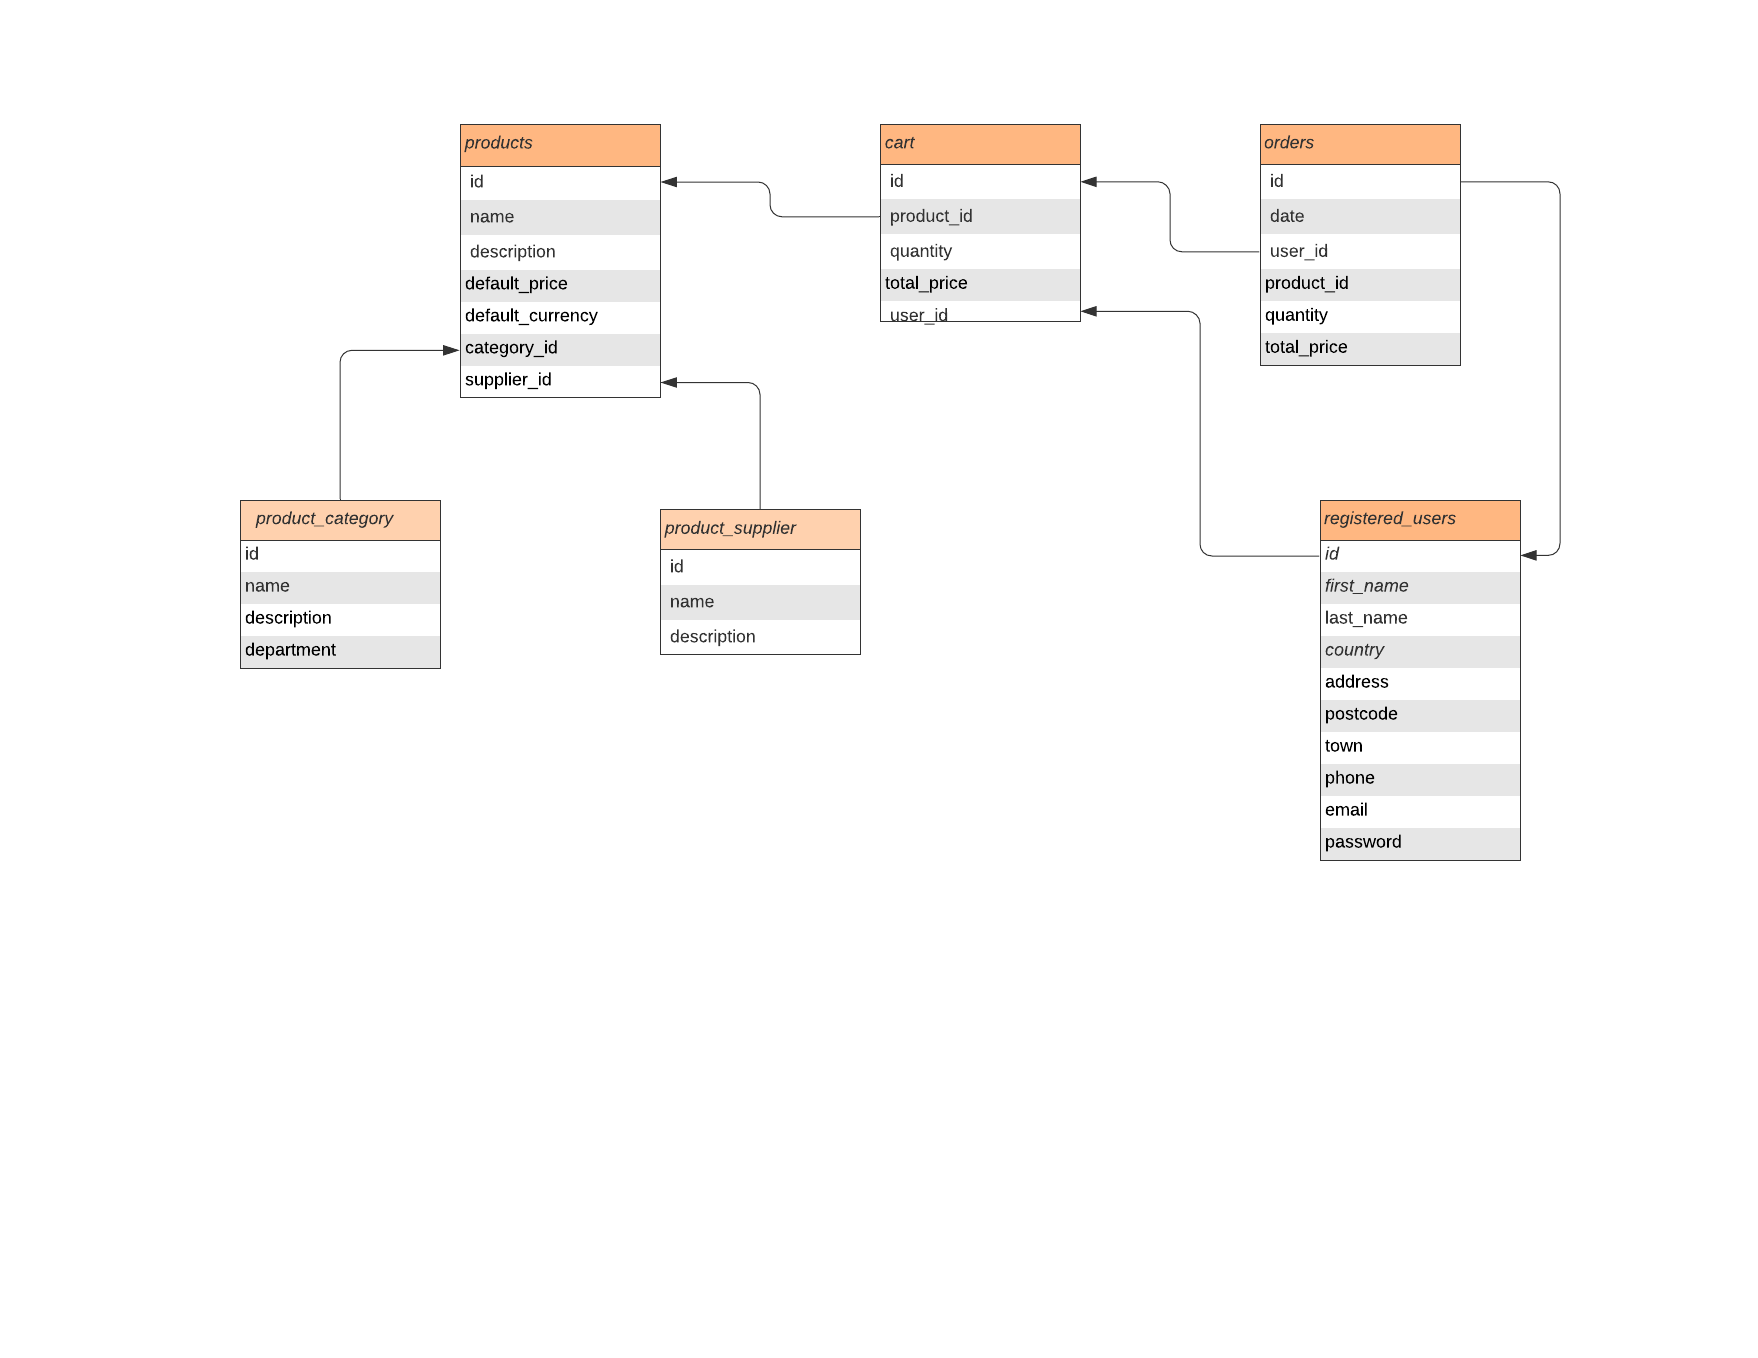 products
id
name
description
default_price
default_currency
category_id
supplier_id
cart
id
product_id
quantity
total_price
user_id
orders
id
date
user_id
product_id
quantity
total_price
product_category
id
name
description
department
product_supplier
id
name
description
registered_users
id
first_name
last_name
country
address
postcode
town
phone
email
password